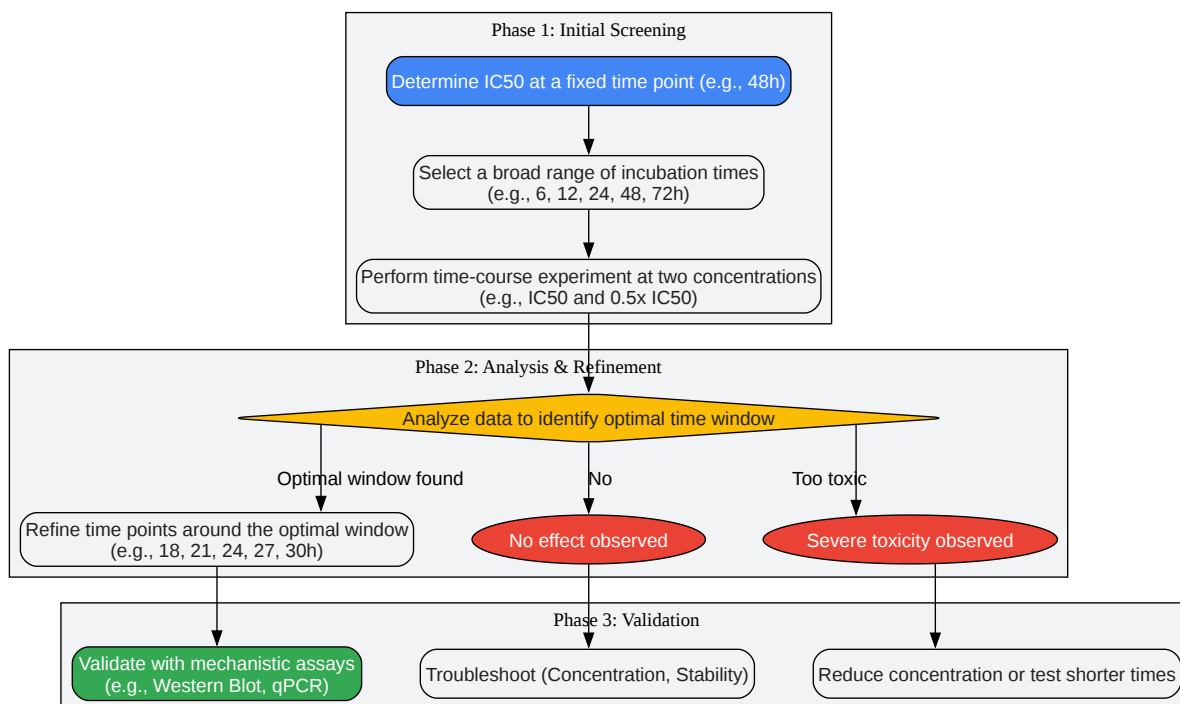 Phase 1: Initial Screening
Determine IC50 at a fixed time point (e.g., 48h)
Select a broad range of incubation times
(e.g., 6, 12, 24, 48, 72h)
Perform time-course experiment at two concentrations
(e.g., IC50 and 0.5x IC50)
Phase 2: Analysis & Refinement
Analyze data to identify optimal time window
Optimal window found
No
Too toxic
Refine time points around the optimal window
(e.g., 18, 21, 24, 27, 30h)
No effect observed
Severe toxicity observed
Phase 3: Validation
Validate with mechanistic assays
(e.g., Western Blot, qPCR)
Troubleshoot (Concentration, Stability)
Reduce concentration or test shorter times